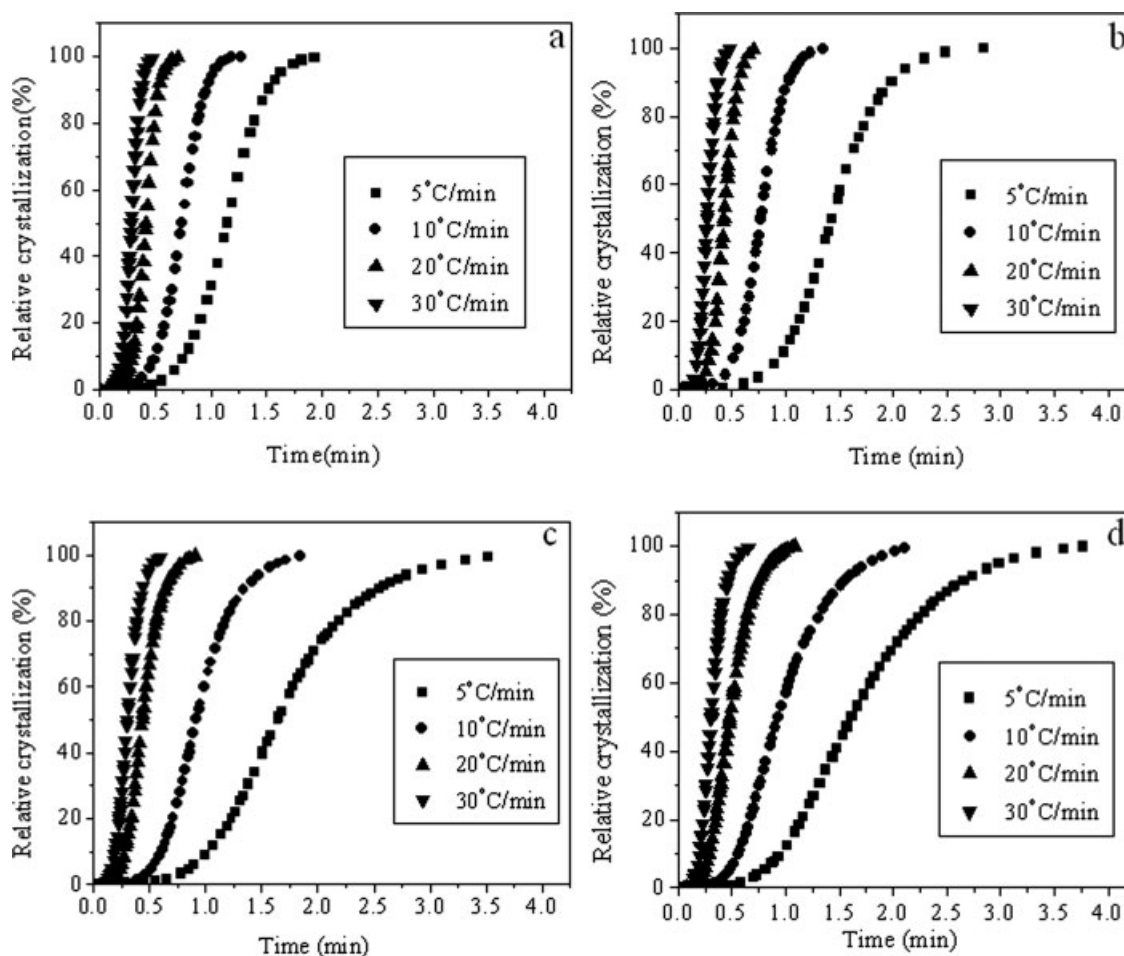 a
Relative crystallization(%)
100
80
60
40
20
0
5°C/min
10°C/min
20°C/min
30°C/min
0.0 0.5 1.0 1.5 2.0 2.5 3.0 3.5 4.0
Time(min)
b
Relative crystallization (%)
100
80
60
40
20
0
5°C/min
10°C/min
20°C/min
30°C/min
0.0 0.5 1.0 1.5 2.0 2.5 3.0 3.5 4.0
Time (min)
c
Relative crystallization (%)
100
80
60
40
20
0
5°C/min
10°C/min
20°C/min
30°C/min
0.0 0.5 1.0 1.5 2.0 2.5 3.0 3.5 4.0
Time (min)
d
Relative crystallization (%)
100
80
60
40
20
0
5°C/min
10°C/min
20°C/min
30°C/min
0.0 0.5 1.0 1.5 2.0 2.5 3.0 3.5 4.0
Time (min)